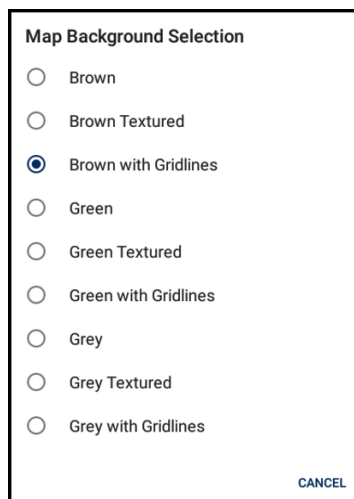 Map Background Selection
Brown
Brown Textured
Brown with Gridlines
Green
Green Textured
Green with Gridlines
Grey
Grey Textured
Grey with Gridlines
CANCEL